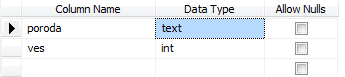 Column Name Data Type Allow Nulls
poroda text
ves int